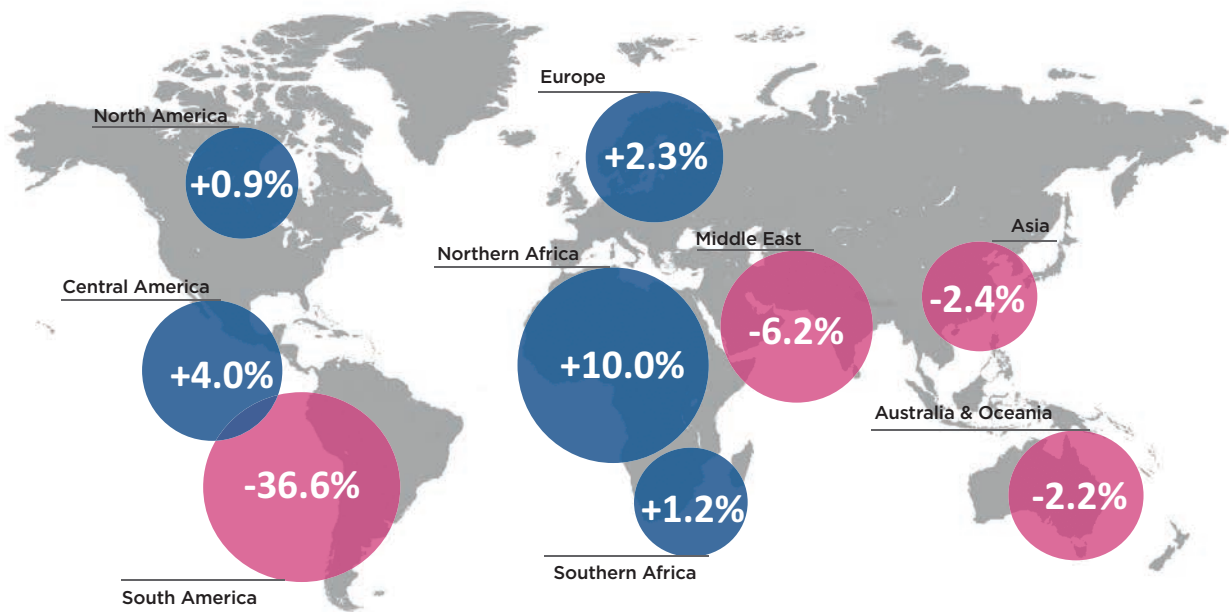 Europe
+2.3%
North America
+0.9%
Northern Africa
+10.0%
Middle East
-6.2%
Asia
-2.4%
Central America
+4.0%
South America
-36.6%
Southern Africa
+1.2%
Australia & Oceania
-2.2%